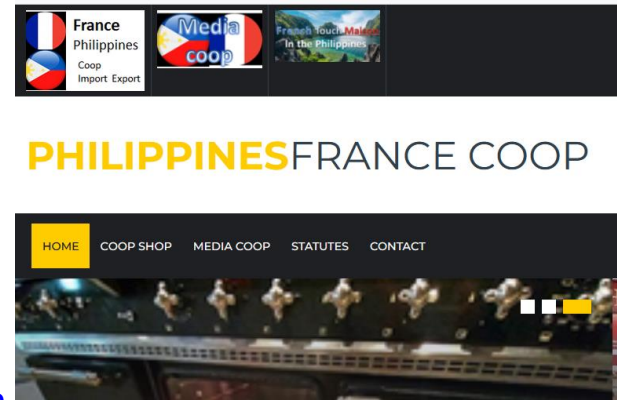 France
Philippines
Coop
Import Export
Media
coop
French Touch Maison
In the Philippines
PHILIPPINESFRANCE COOP
HOME COOP SHOP MEDIA COOP STATUTES CONTACT